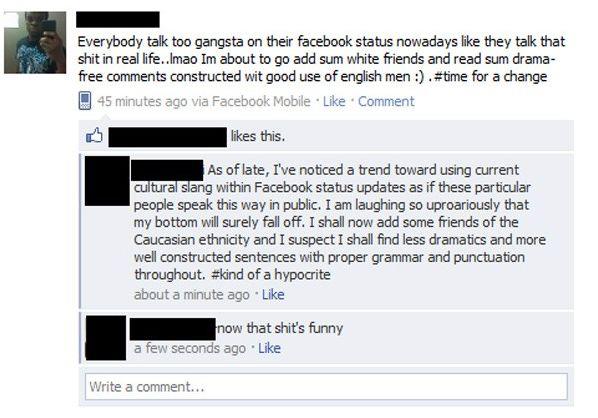 Everybody talk too gangsta on their facebook status nowadays like they talk that
shit in real life..lmao Im about to go add sum white friends and read sum drama-
free comments constructed wit good use of english men :) . #time for a change
45 minutes ago via Facebook Mobile · Like · Comment
likes this.
As of late, I've noticed a trend toward using current
cultural slang within Facebook status updates as if these particular
people speak this way in public. I am laughing so uproariously that
my bottom will surely fall off. I shall now add some friends of the
Caucasian ethnicity and I suspect I shall find less dramatics and more
well constructed sentences with proper grammar and punctuation
throughout. #kind of a hypocrite
about a minute ago · Like
now that shit's funny
a few seconds ago · Like
Write a comment...